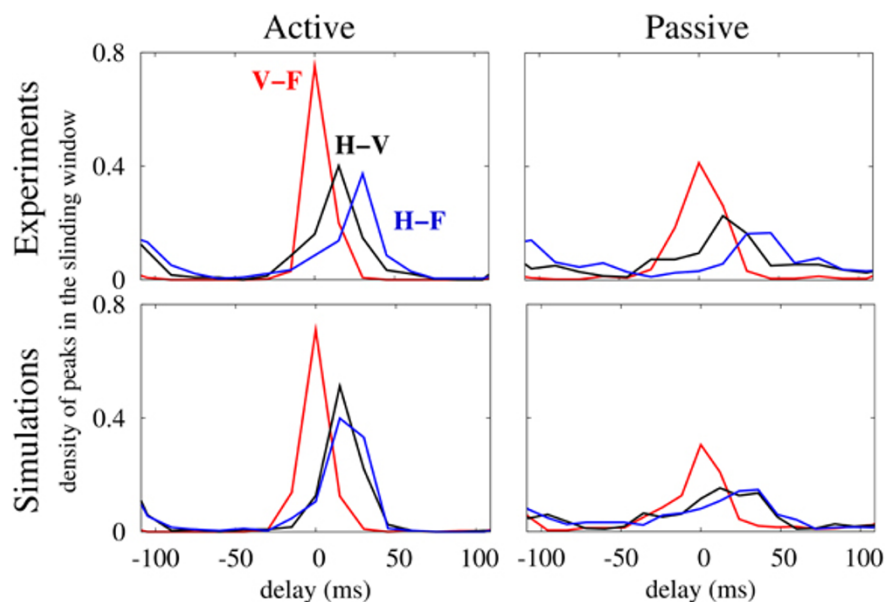 Active
Passive
Experiments
Simulations
density of peaks in the slinding window
0.8
0.4
0
V–F
H–V
H–F
0.8
0.4
0
-100
-50
0
50
100
delay (ms)
-100
-50
0
50
100
delay (ms)